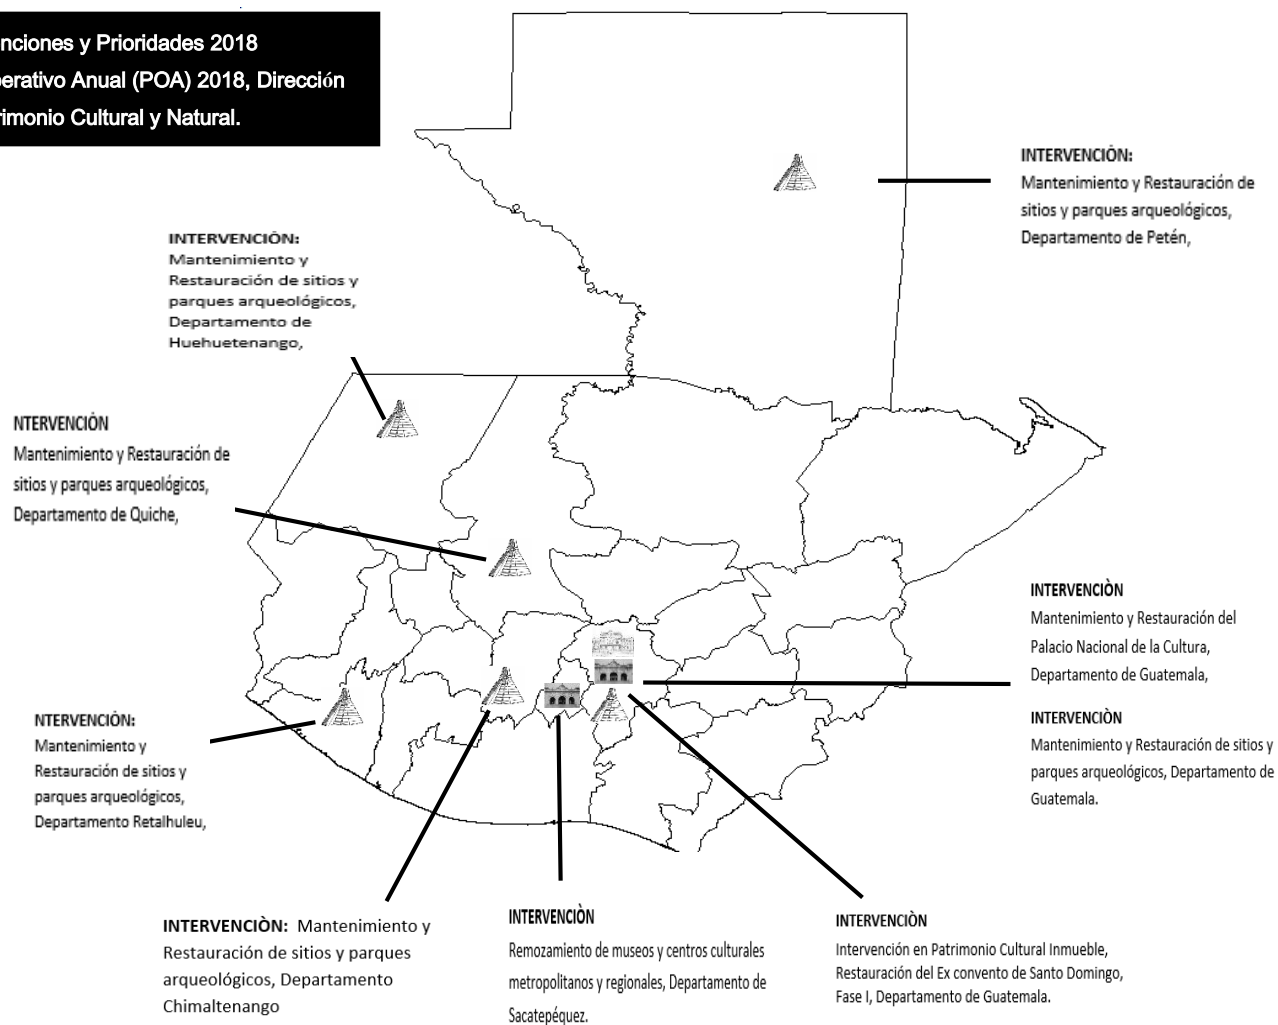 nciones y Prioridades 2018
erativo Anual (POA) 2018, Dirección
rimonio Cultural y Natural.
INTERVENCIÒN:
Mantenimiento y Restauración de
sitios y parques arqueológicos,
Departamento de Petén,
INTERVENCIÒN:
Mantenimiento y
Restauración de sitios y
parques arqueológicos,
Departamento de
Huehuetenango,
NTERVENCIÒN
Mantenimiento y Restauración de
sitios y parques arqueológicos,
Departamento de Quiche,
INTERVENCIÒN
Mantenimiento y Restauración del
Palacio Nacional de la Cultura,
Departamento de Guatemala,
INTERVENCIÒN
Mantenimiento y Restauración de sitios y
parques arqueológicos, Departamento de
Guatemala.
NTERVENCIÒN:
Mantenimiento y
Restauración de sitios y
parques arqueológicos,
Departamento Retalhuleu,
INTERVENCIÒN: Mantenimiento y
Restauración de sitios y parques
arqueológicos, Departamento
Chimaltenango
INTERVENCIÒN
Remozamiento de museos y centros culturales
metropolitanos y regionales, Departamento de
Sacatepéquez.
INTERVENCIÒN
Intervención en Patrimonio Cultural Inmueble,
Restauración del Ex convento de Santo Domingo,
Fase I, Departamento de Guatemala.